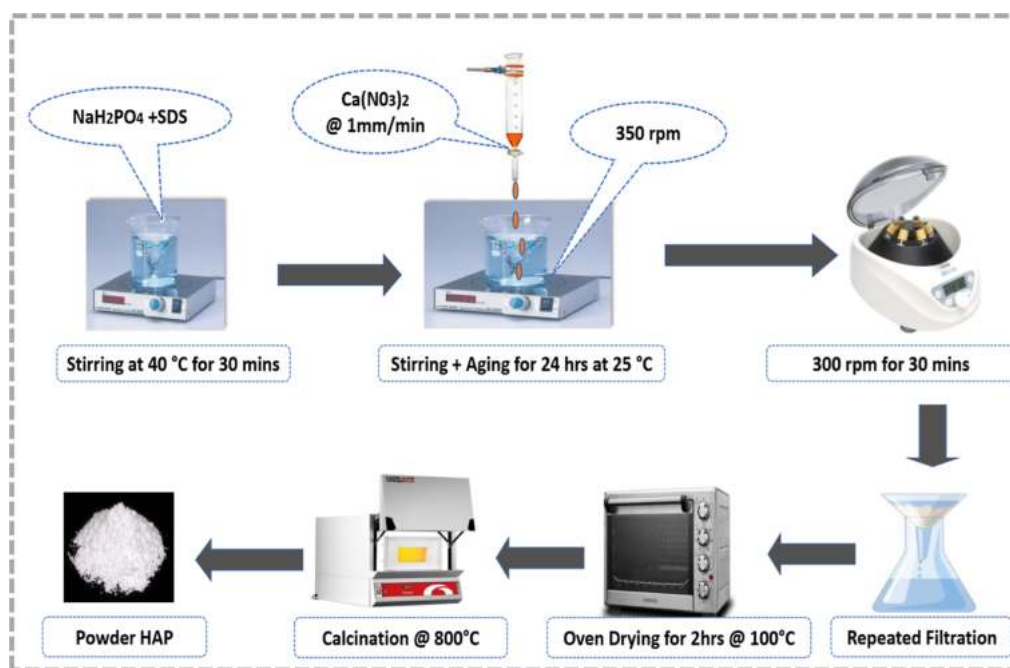 NaH2PO4 +SDS
Ca(N03)2
@ 1mm/min
350 rpm
Stirring at 40 °C for 30 mins
Stirring + Aging for 24 hrs at 25 °C
300 rpm for 30 mins
Powder HAP
Calcination @ 800°C
Oven Drying for 2hrs @ 100°C
Repeated Filtration